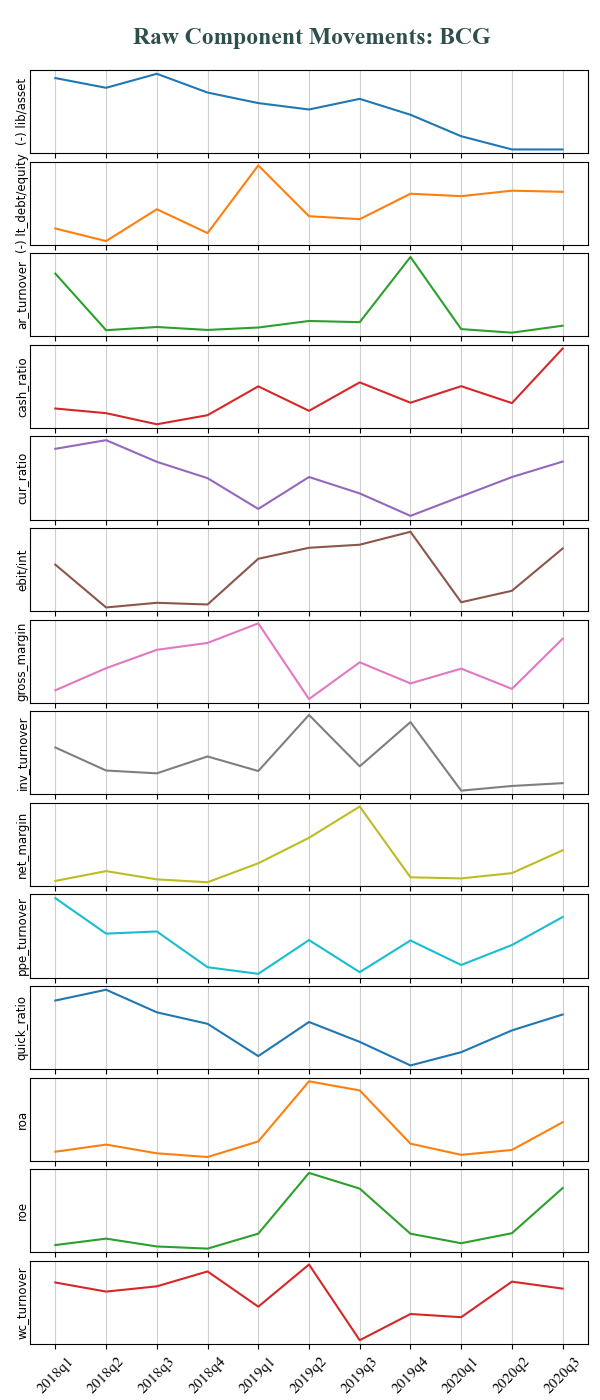 Raw Component Movements: BCG
(-) lib/asset
(-) lt_debt/equity
ar_turnover
cash_ratio
cur_ratio
ebit/int
gross_margin
inv_turnover
net_margin
ppe_turnover
quick_ratio
roa
roe
wc_turnover
2018q1 2018q2 2018q3 2018q4 2019q1 2019q2 2019q3 2019q4 2020q1 2020q2 2020q3